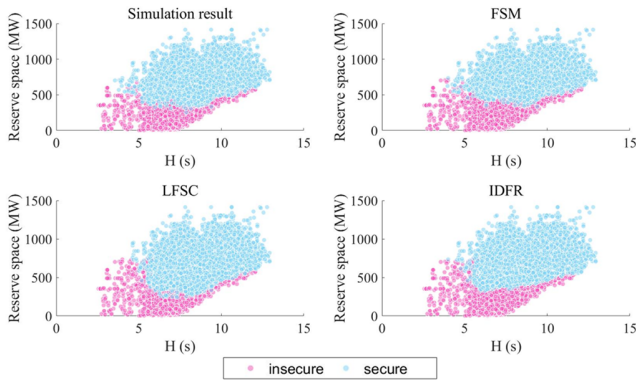 Simulation result
Reserve space (MW)
1500
1000
500
0
0 5 10 15
H (s)
FSM
Reserve space (MW)
1500
1000
500
0
0 5 10 15
H (s)
LFSC
Reserve space (MW)
1500
1000
500
0
0 5 10 15
H (s)
IDFR
Reserve space (MW)
1500
1000
500
0
0 5 10 15
H (s)
insecure secure